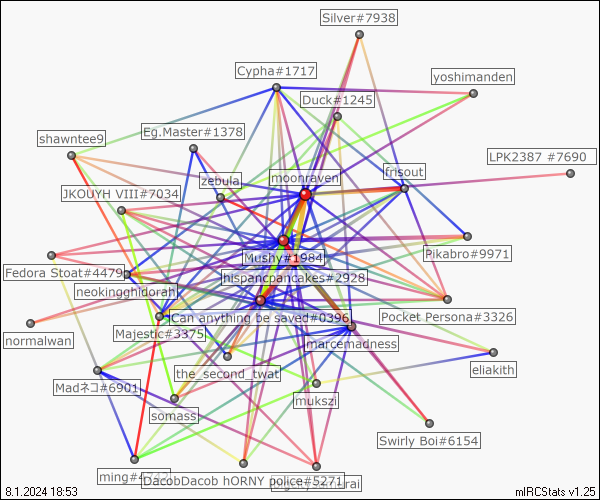 Silver#7938
Cypha#1717
yoshimanden
Duck#1245
Eg.Master#1378
shawntee9
LPK2387 #7690
frisout
moonraven
zebula
JKOUYH VIII#7034
Pikabro#9971
Mushy#1984
Fedora Stoat#4479
hispancpancakes#2928
neokingghidorah
Can anything be saved#0396
Pocket Persona#3326
Majestic#3375
normalwan
marcemadness
eliakith
the_second_twat
Madネコ#6901
mukszi
somass
Swirly Boi#6154
ming#4
DacobDacob hORNY police#5271
8.1.2024 18:53
mIRCStats v1.25